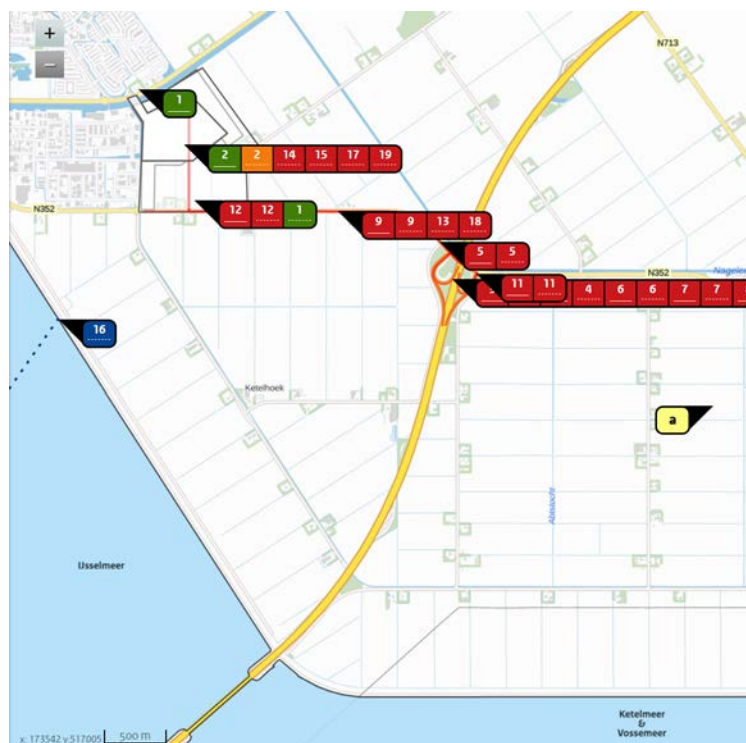 +
−
N713
1
2 2 14 15 17 19
12 12 1
9 9 13 18
N352
5 5
Nagele
N352
11 11 4 6 6 7 7
16
Ketelhoek
a
IJsselmeer
Ketelmeer
&
Vossemeer
x: 173542 y:517005
500 m